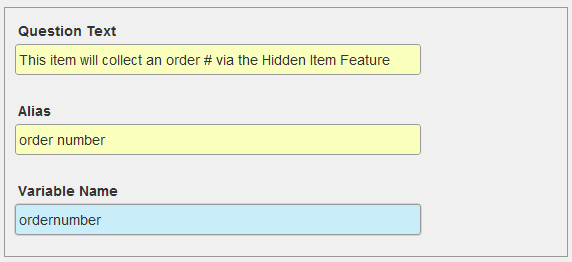 Question Text
This item will collect an order # via the Hidden Item Feature
Alias
order number
Variable Name
ordernumber